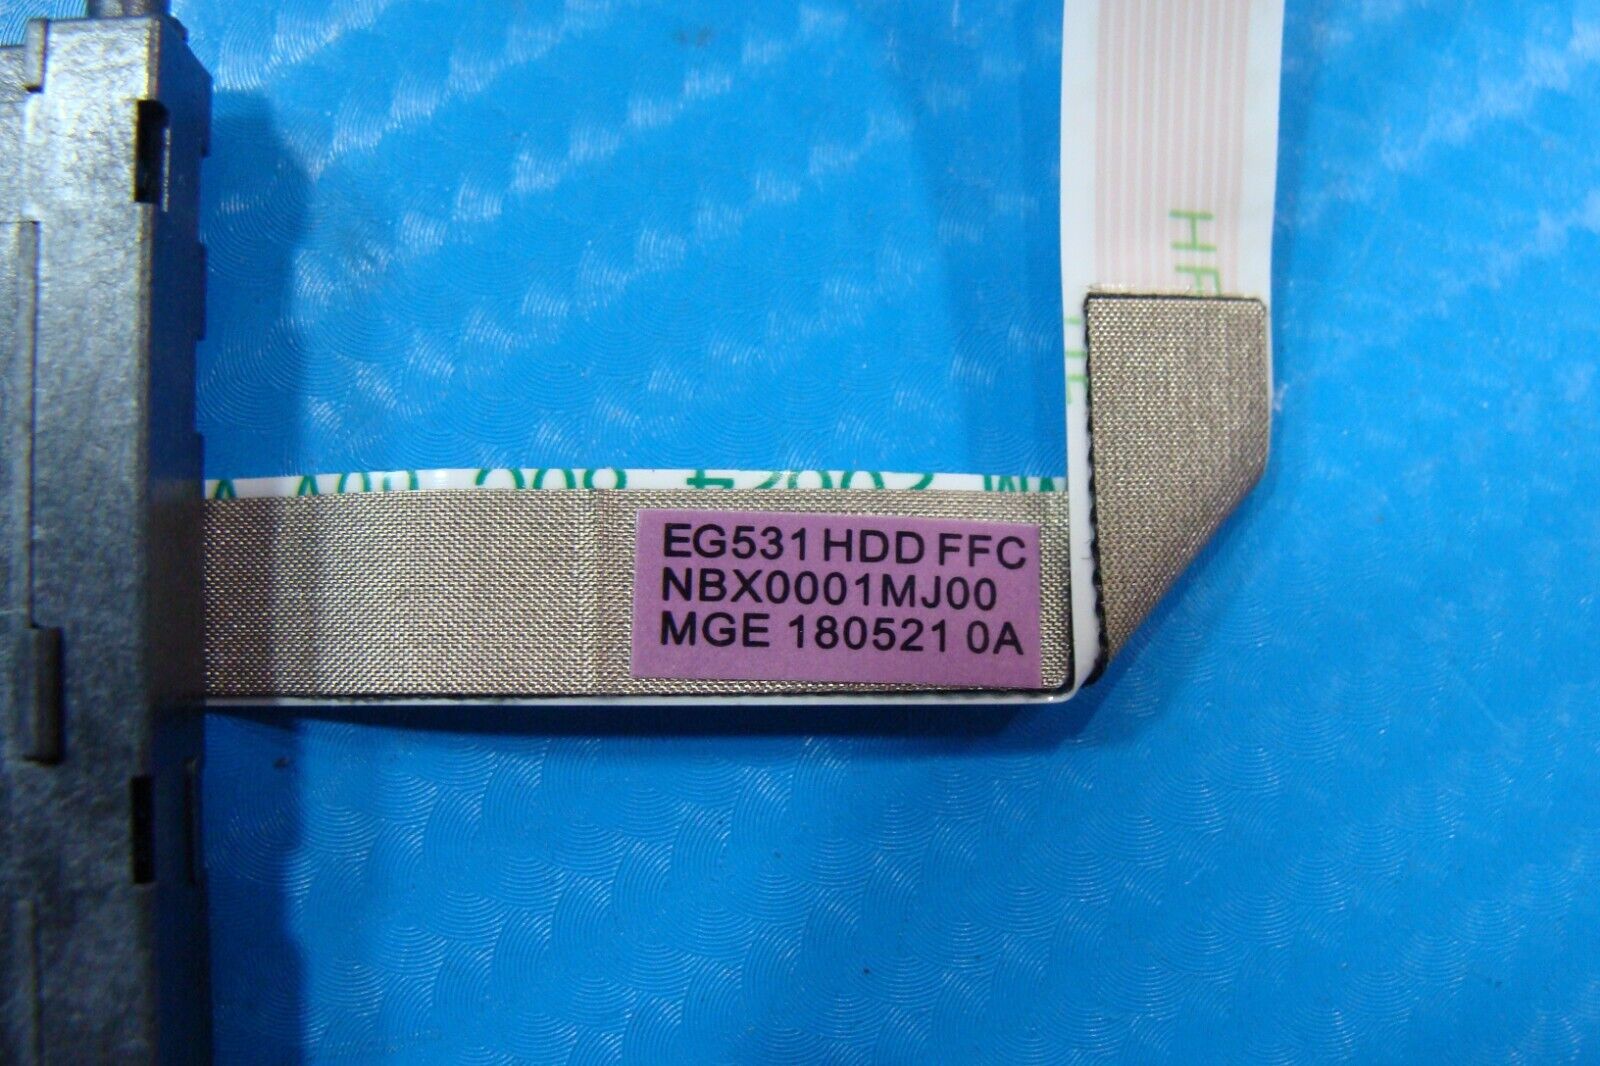 EG531 HDD FFC
NBX0001MJ00
MGE 180521 0A